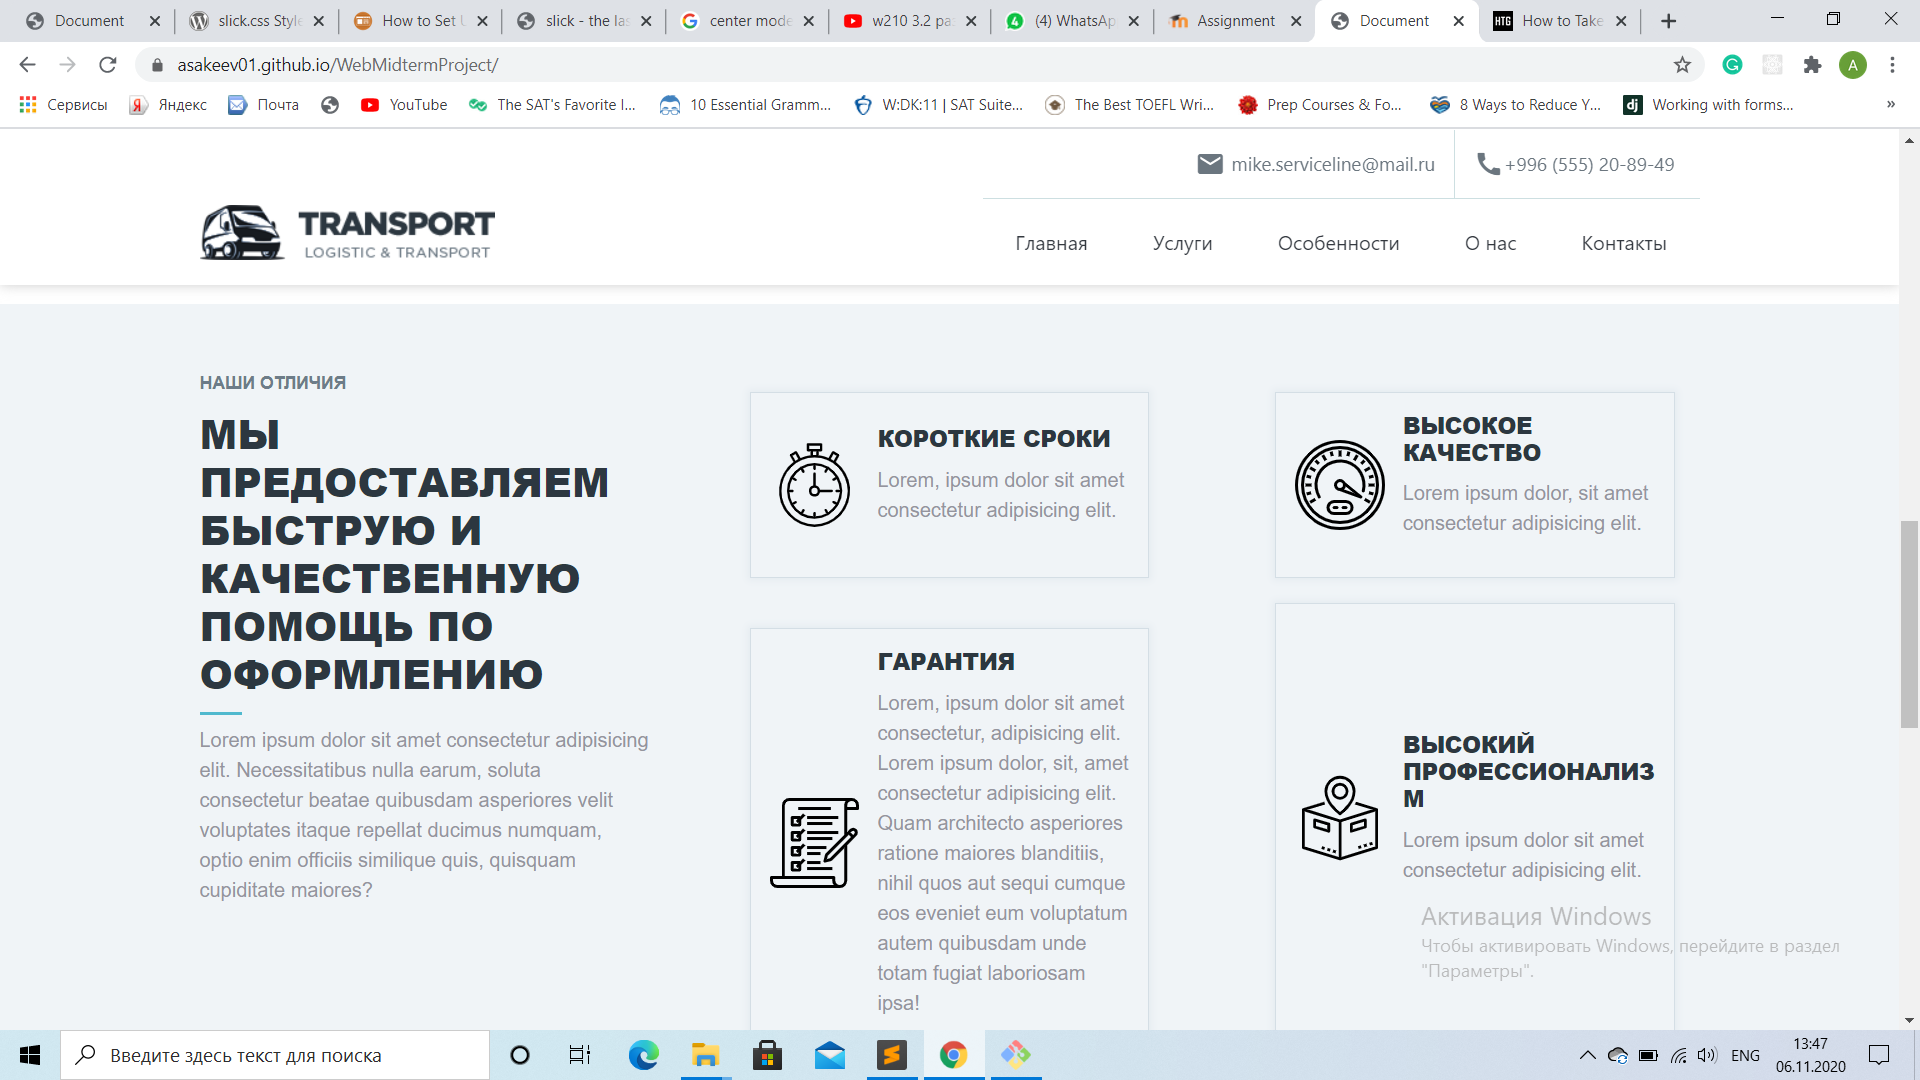 Document
slick.css Style
How to Set U
slick - the las
center mode
w210 3.2 ра
(4) WhatsAp
Assignment
Document
How to Take
asakeev01.github.io/WebMidtermProject/
A
Сервисы
Яндекс
Почта
YouTube
The SAT's Favorite I...
10 Essential Gramm...
W:DK:11 | SAT Suite...
The Best TOEFL Wri...
Prep Courses & Fo...
8 Ways to Reduce Y...
Working with forms...
»
mike.serviceline@mail.ru
+996 (555) 20-89-49
TRANSPORT
LOGISTIC & TRANSPORT
Главная
Услуги
Особенности
О нас
Контакты
НАШИ ОТЛИЧИЯ
МЫ
ПРЕДОСТАВЛЯЕМ
БЫСТРУЮ И
КАЧЕСТВЕННУЮ
ПОМОЩЬ ПО
ОФОРМЛЕНИЮ
Lorem ipsum dolor sit amet consectetur adipisicing
elit. Necessitatibus nulla earum, soluta
consectetur beatae quibusdam asperiores velit
voluptates itaque repellat ducimus numquam,
optio enim officiis similique quis, quisquam
cupiditate maiores?
КОРОТКИЕ СРОКИ
Lorem, ipsum dolor sit amet
consectetur adipisicing elit.
ВЫСОКОЕ
КАЧЕСТВО
Lorem ipsum dolor, sit amet
consectetur adipisicing elit.
ГАРАНТИЯ
Lorem, ipsum dolor sit amet
consectetur, adipisicing elit.
Lorem ipsum dolor, sit, amet
consectetur adipisicing elit.
Quam architecto asperiores
ratione maiores blanditiis,
nihil quos aut sequi cumque
eos eveniet eum voluptatum
autem quibusdam unde
totam fugiat laboriosam
ipsa!
ВЫСОКИЙ
ПРОФЕССИОНАЛИЗ
М
Lorem ipsum dolor sit amet
consectetur adipisicing elit.
Активация Windows
Чтобы активировать Windows, перейдите в раздел
"Параметры".
Введите здесь текст для поиска
ENG
13:47
06.11.2020